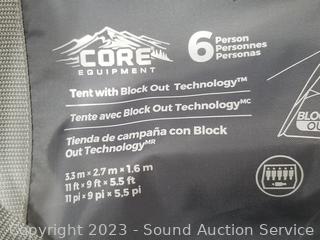 CORE
EQUIPMENT
6 Person
Personnes
Personas
Tent with Block Out Technology™
Tente avec Block Out Technology MC
Tienda de campaña con Block
Out Technology MR
3.3 m × 2.7 m × 1.6 m
11 ft × 9 ft × 5.5 ft
11 pi × 9 pi × 5.5 pi
BLOC
OU
Copyright 2023 - Sound Auction Service